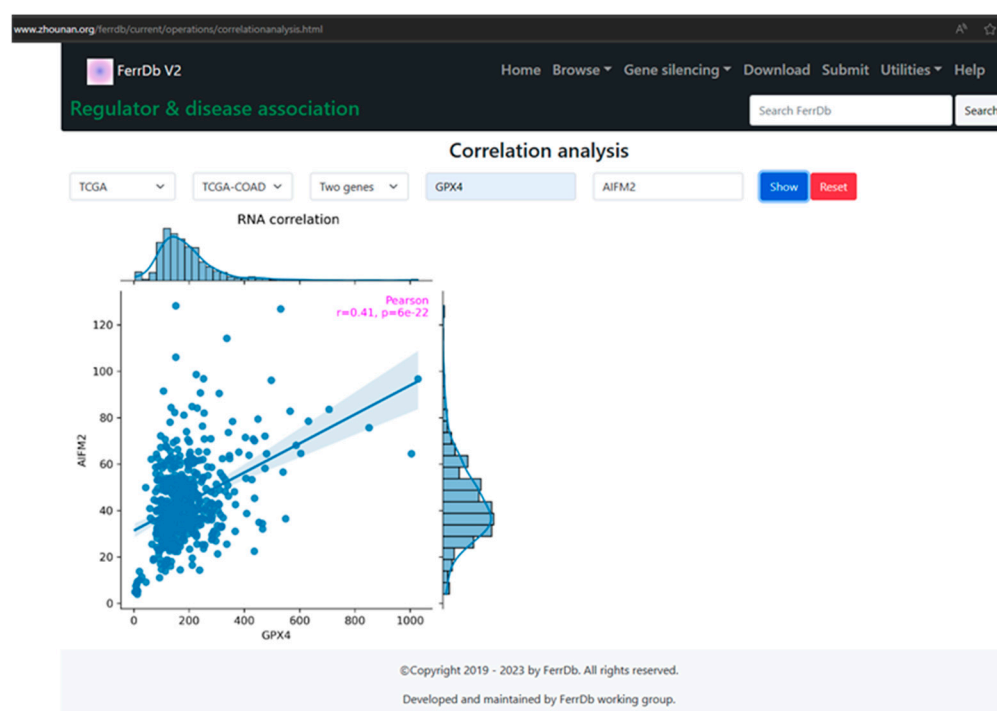 www.zhounan.org/ferrdb/current/operations/correlationanalysis.html
FerrDb V2
Home Browse Gene silencing Download Submit Utilities Help
Regulator & disease association
Search FerrDb
Search
Correlation analysis
TCGA
TCGA-COAD
Two genes
GPX4
AIFM2
Show
Reset
RNA correlation
Pearson
r=0.41, p=6e-22
120
100
80
60
40
20
0
AIFM2
0 200 400 600 800 1000
GPX4
©Copyright 2019 - 2023 by FerrDb. All rights reserved.
Developed and maintained by FerrDb working group.